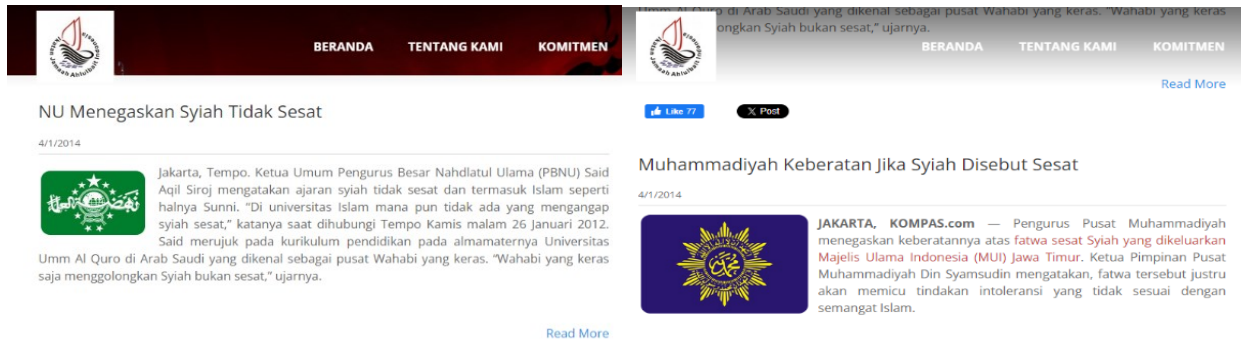 BERANDA TENTANG KAMI KOMITMEN
NU Menegaskan Syiah Tidak Sesat
4/1/2014
Jakarta, Tempo. Ketua Umum Pengurus Besar Nahdlatul Ulama (PBNU) Said
Aqil Siroj mengatakan ajaran syiah tidak sesat dan termasuk Islam seperti
halnya Sunni. "Di universitas Islam mana pun tidak ada yang mengangap
syiah sesat," katanya saat dihubungi Tempo Kamis malam 26 Januari 2012.
Said merujuk pada kurikulum pendidikan pada almamaternya Universitas
Umm Al Quro di Arab Saudi yang dikenal sebagai pusat Wahabi yang keras. "Wahabi yang keras
saja menggolongkan Syiah bukan sesat," ujarnya.
Read More
Umm Al Quro di Arab Saudi yang dikenal sebagai pusat Wahabi yang keras. "Wahabi yang keras
ongkan Syiah bukan sesat," ujarnya.
BERANDA TENTANG KAMI KOMITMEN
Read More
Like 77 X Post
Muhammadiyah Keberatan Jika Syiah Disebut Sesat
4/1/2014
JAKARTA, KOMPAS.com — Pengurus Pusat Muhammadiyah
menegaskan keberatannya atas fatwa sesat Syiah yang dikeluarkan
Majelis Ulama Indonesia (MUI) Jawa Timur. Ketua Pimpinan Pusat
Muhammadiyah Din Syamsudin mengatakan, fatwa tersebut justru
akan memicu tindakan intoleransi yang tidak sesuai dengan
semangat Islam.